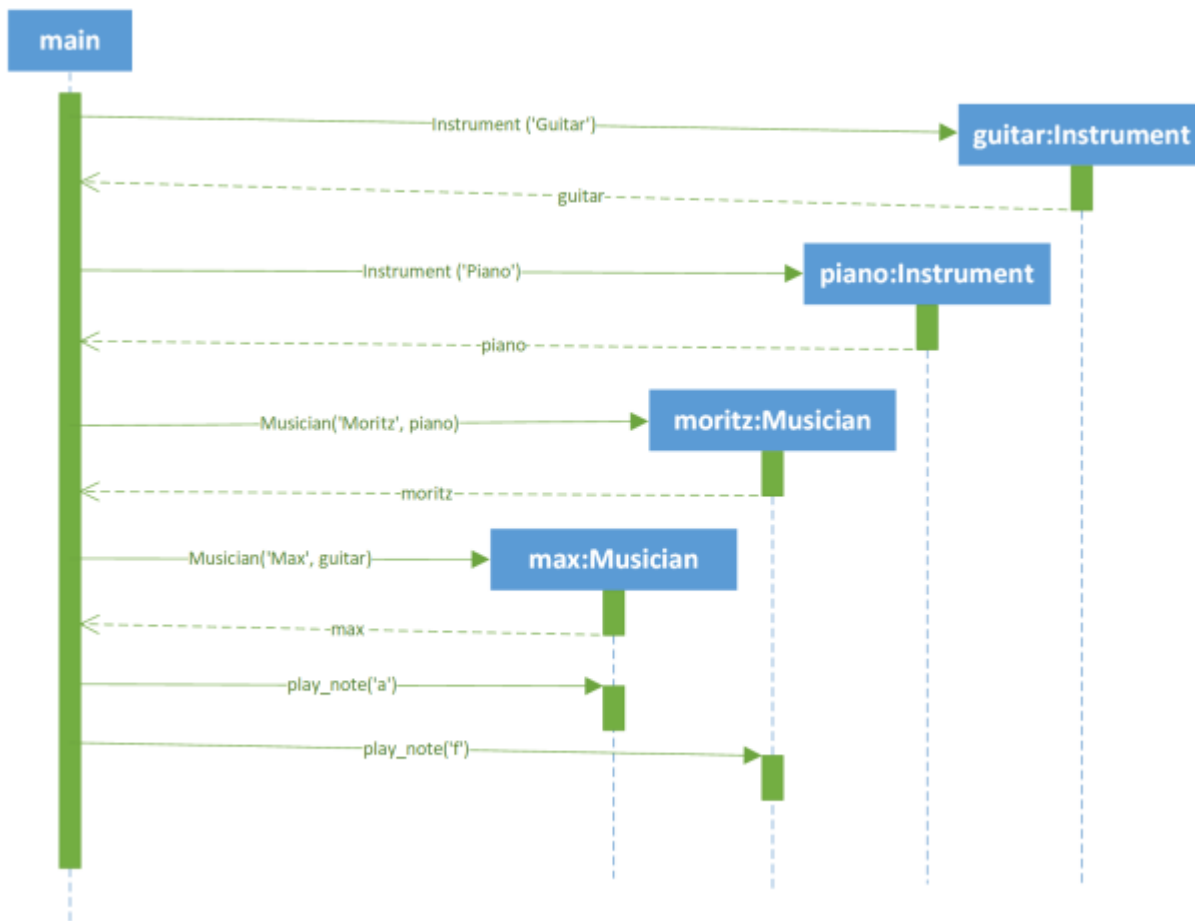 main
Instrument ('Guitar')
guitar:Instrument
guitar
Instrument ('Piano')
piano:Instrument
piano
Musician('Moritz', piano)
moritz:Musician
moritz
Musician('Max', guitar)
max:Musician
max
play_note('a')
play_note('f')